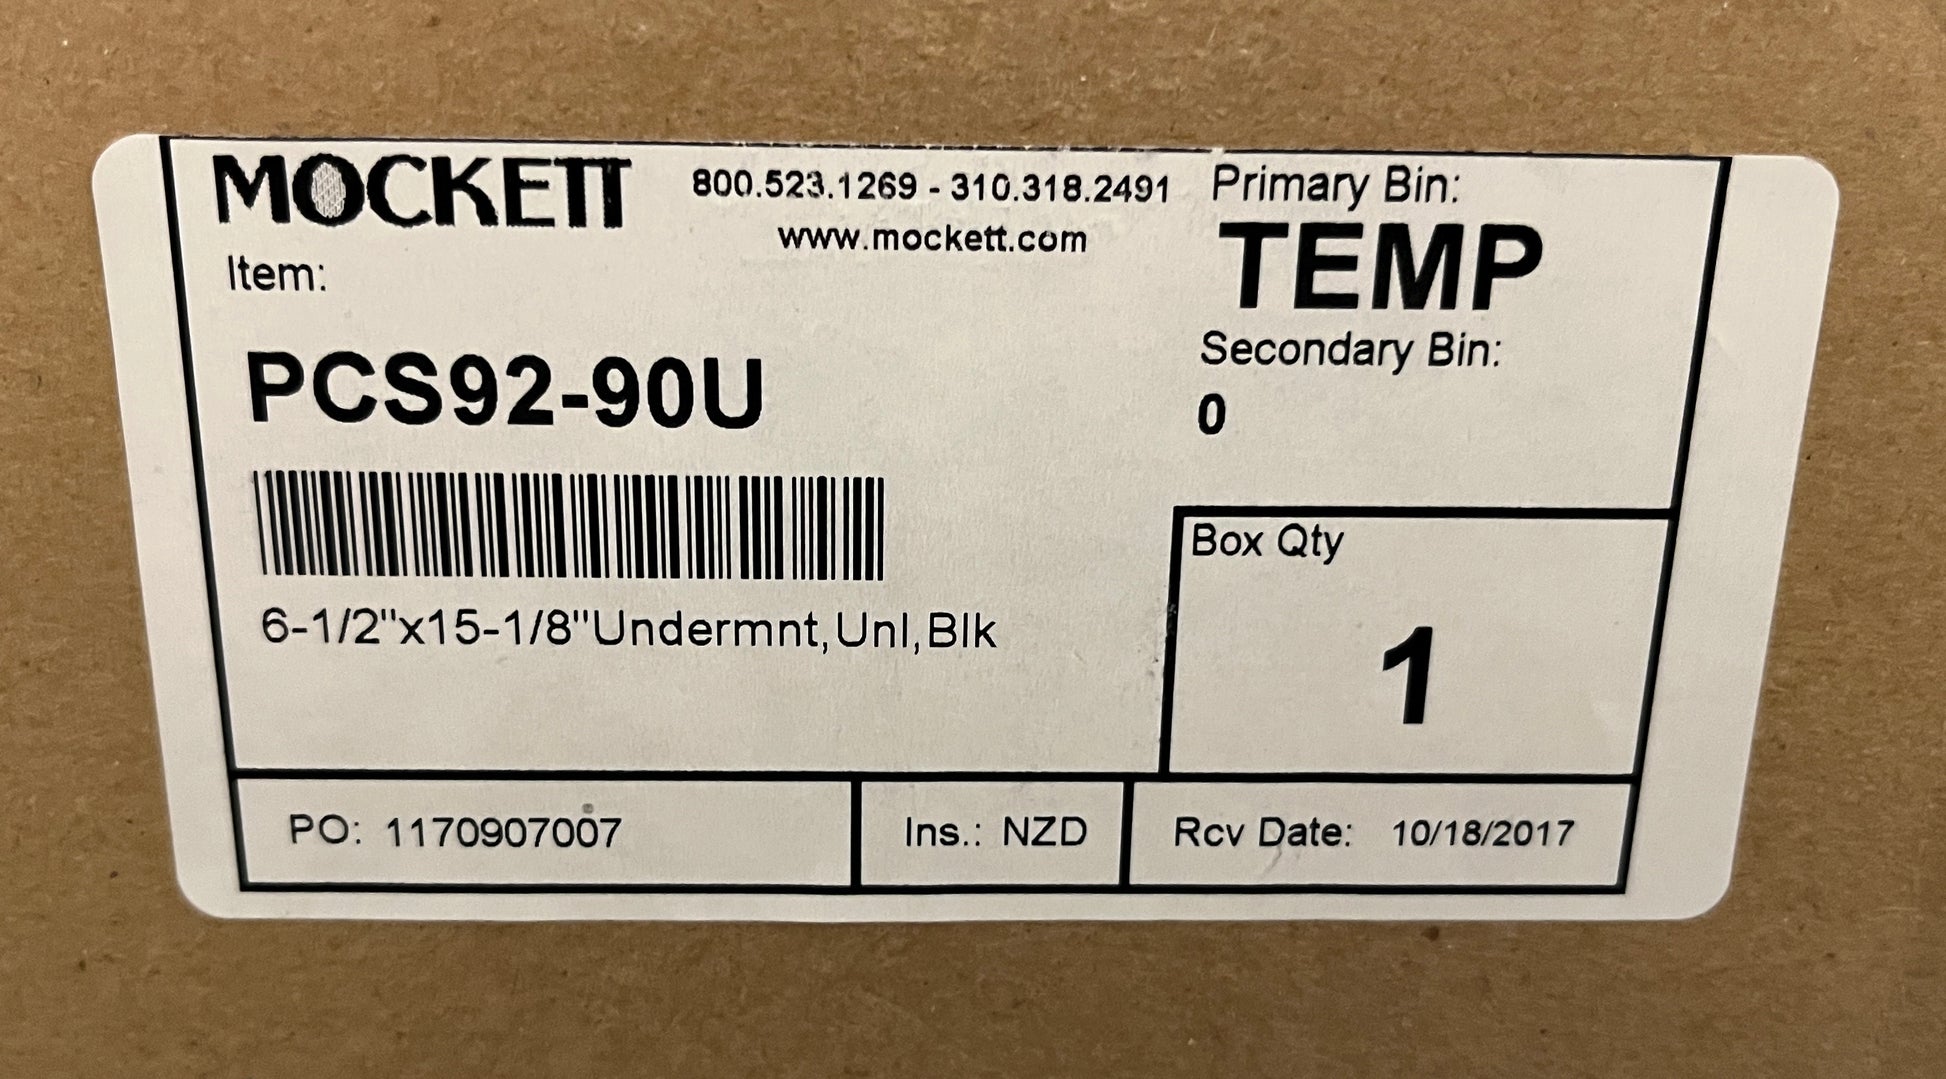 MOCKETT
800.523.1269 - 310.318.2491
www.mockett.com
Primary Bin:
TEMP
Item:
Secondary Bin:
0
PCS92-90U
6-1/2"x15-1/8"Undermnt,Unl,Blk
Box Qty
1
PO: 1170907007
Ins.: NZD
Rcv Date: 10/18/2017